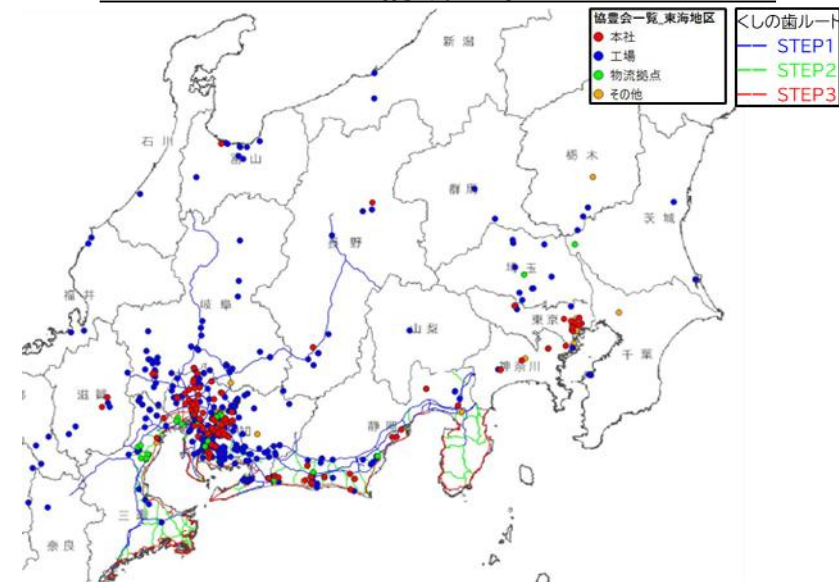 協豊会一覧_東海地区
本社
工場
物流拠点
その他
くしの歯ルート
STEP1
STEP2
STEP3
新 潟
石 川
富 山
栃 木
群 馬
茨 城
長 野
埼 玉
福 井
岐 阜
東 京
山 梨
千 葉
神 奈 川
滋 賀
静 岡
知
三
奈 良